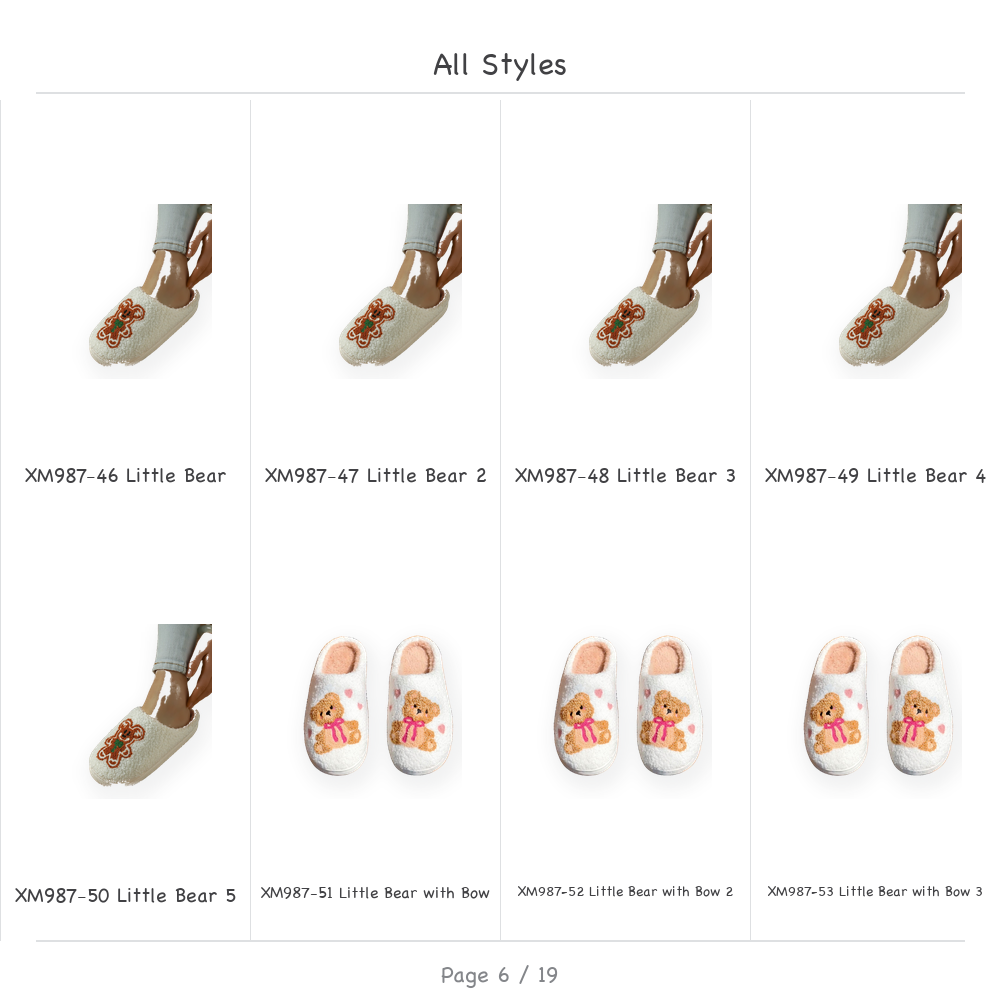 All Styles
XM987-46 Little Bear
XM987-47 Little Bear 2
XM987-48 Little Bear 3
XM987-49 Little Bear 4
XM987-50 Little Bear 5
XM987-51 Little Bear with Bow
XM987-52 Little Bear with Bow 2
XM987-53 Little Bear with Bow 3
Page 6 / 19